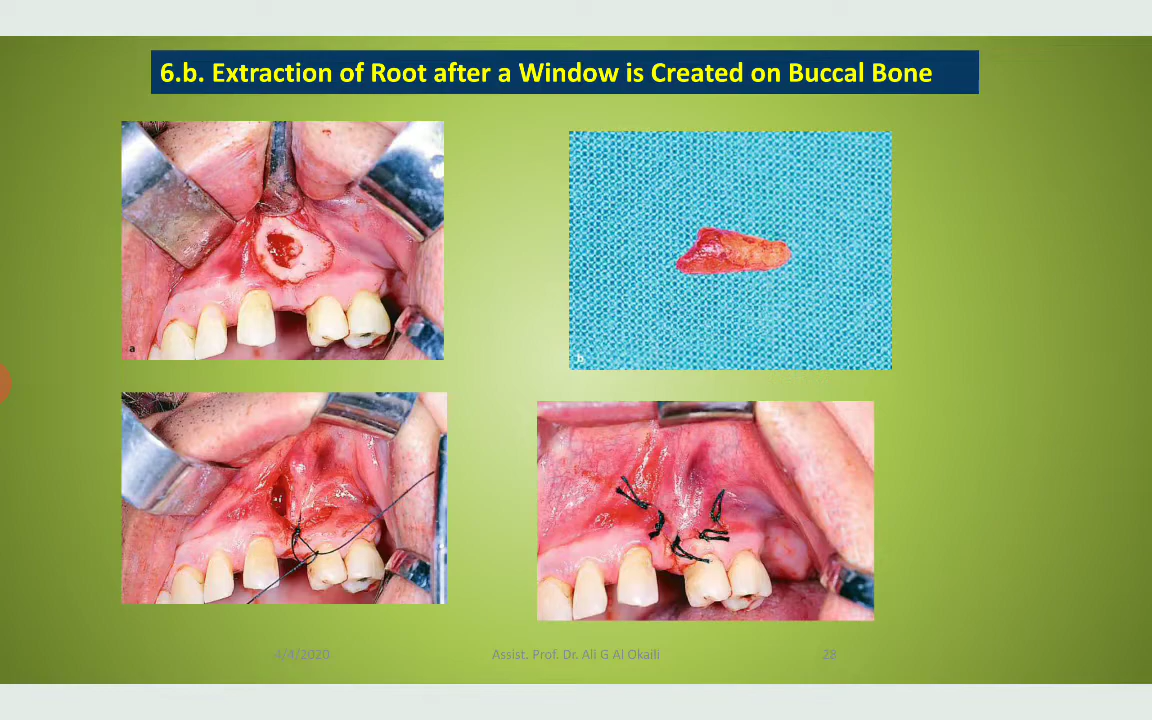 6.b. Extraction of Root after a Window is Created on Buccal Bone
a
b
4/4/2020 Assist. Prof. Dr. Ali G Al Okaili 28